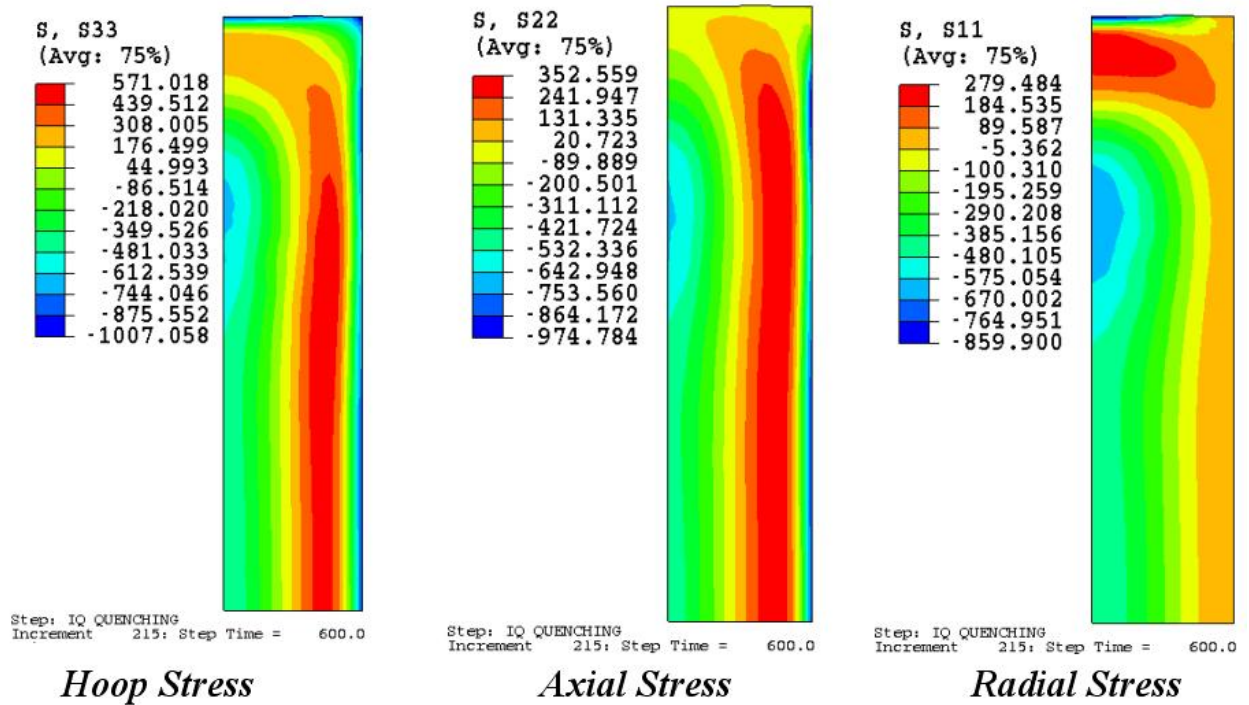 S, S33
(Avg: 75%)
571.018
439.512
308.005
176.499
44.993
-86.514
-218.020
-349.526
-481.033
-612.539
-744.046
-875.552
-1007.058
Step: IQ QUENCHING
Increment 215: Step Time = 600.0
Hoop Stress
S, S22
(Avg: 75%)
352.559
241.947
131.335
20.723
-89.889
-200.501
-311.112
-421.724
-532.336
-642.948
-753.560
-864.172
-974.784
Step: IQ QUENCHING
Increment 215: Step Time = 600.0
Axial Stress
S, S11
(Avg: 75%)
279.484
184.535
89.587
-5.362
-100.310
-195.259
-290.208
-385.156
-480.105
-575.054
-670.002
-764.951
-859.900
Step: IQ QUENCHING
Increment 215: Step Time = 600.0
Radial Stress